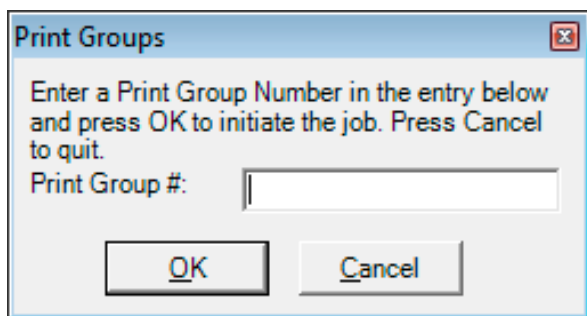 Print Groups
Enter a Print Group Number in the entry below
and press OK to initiate the job. Press Cancel
to quit.
Print Group #:
OK
Cancel